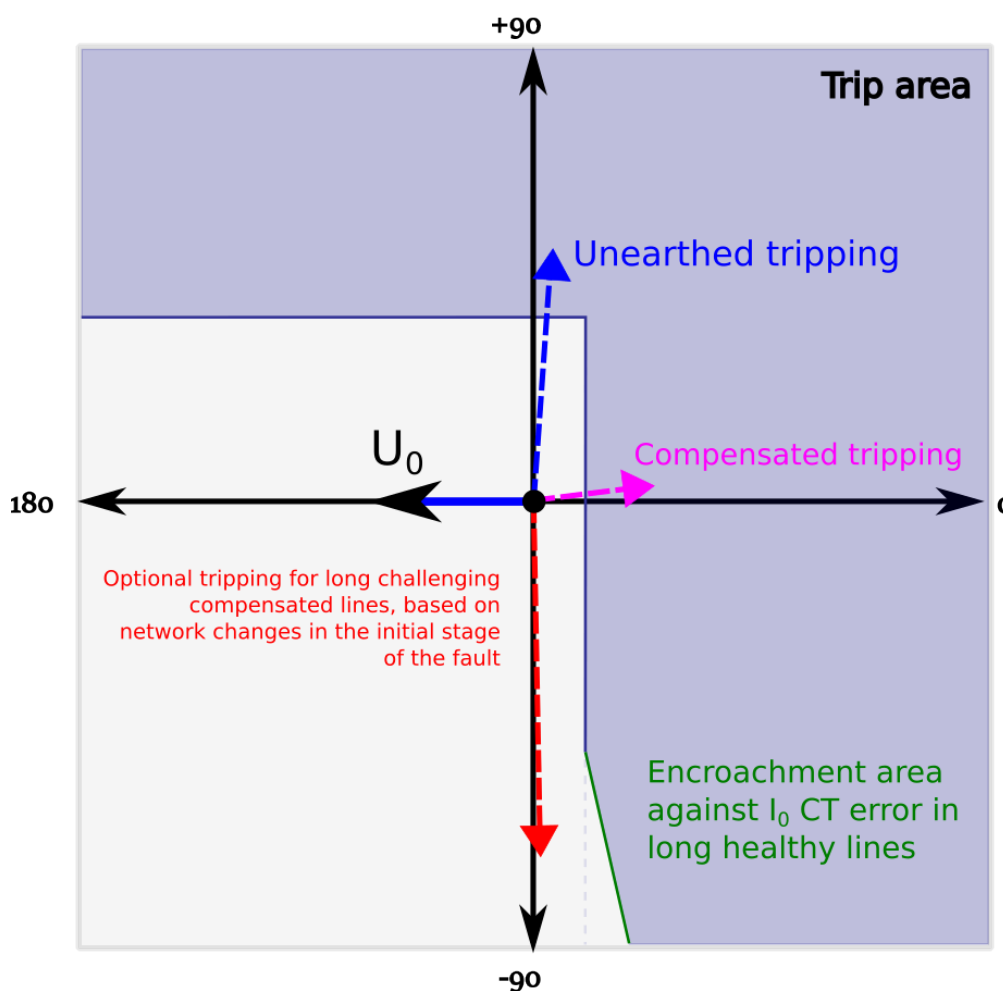 +90
Trip area
Unearthed tripping
U₀
Compensated tripping
180
0
Optional tripping for long challenging
compensated lines, based on
network changes in the initial stage
of the fault
Encroachment area
against I₀ CT error in
long healthy lines
-90